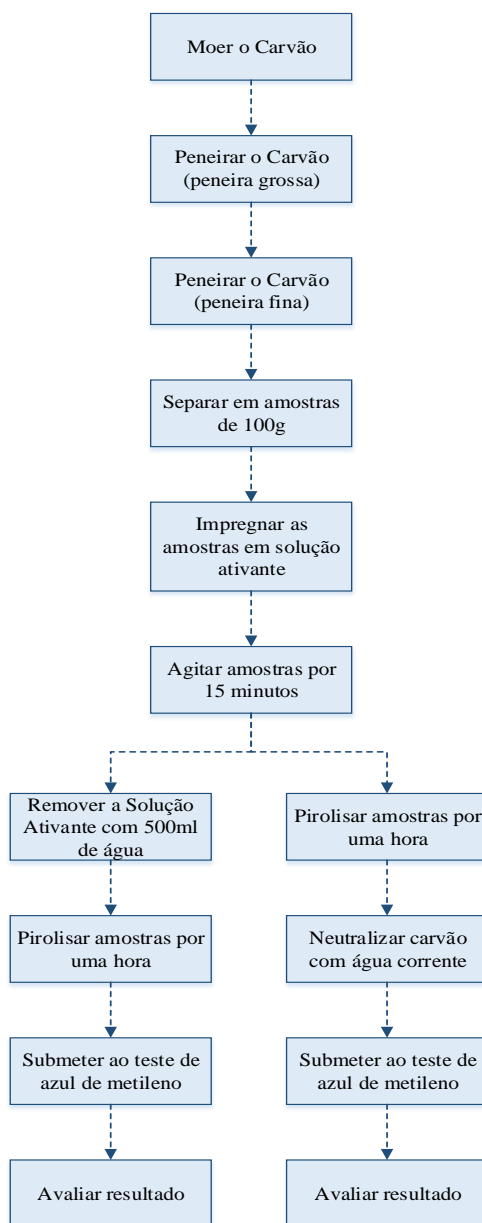 Moer o Carvão
Peneirar o Carvão
(peneira grossa)
Peneirar o Carvão
(peneira fina)
Separar em amostras
de 100g
Impregnar as
amostras em solução
ativante
Agitar amostras por
15 minutos
Remover a Solução
Ativante com 500ml
de água
Pirolisar amostras por
uma hora
Submeter ao teste de
azul de metileno
Avaliar resultado
Pirolisar amostras por
uma hora
Neutralizar carvão
com água corrente
Submeter ao teste de
azul de metileno
Avaliar resultado